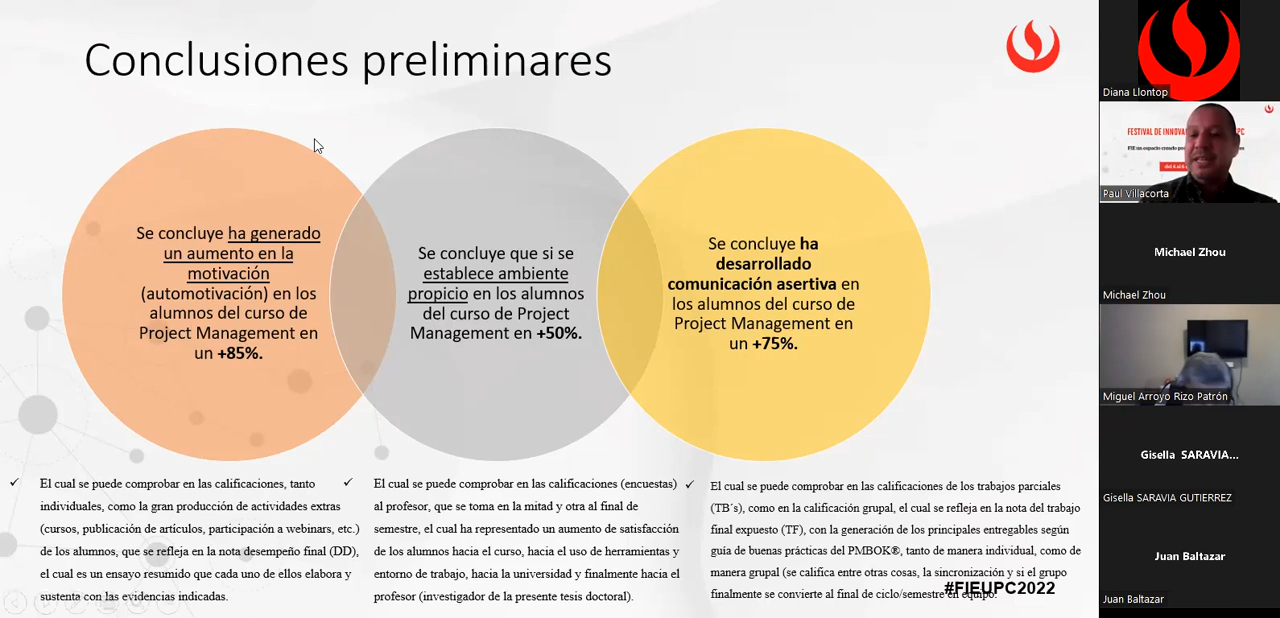 Conclusiones preliminares
Se concluye ha generado
un aumento en la
motivación
(automotivación) en los
alumnos del curso de
Project Management en
un +85%.
Se concluye que si se
establece ambiente
propicio en los alumnos
del curso de Project
Management en +50%.
Se concluye ha
desarrollado
comunicación asertiva en
los alumnos del curso de
Project Management en
un +75%.
✓ El cual se puede comprobar en las calificaciones, tanto
individuales, como la gran producción de actividades extras
(cursos, publicación de artículos, participación a webinars, etc.)
de los alumnos, que se refleja en la nota desempeño final (DD),
el cual es un ensayo resumido que cada uno de ellos elabora y
sustenta con las evidencias indicadas.
✓ El cual se puede comprobar en las calificaciones (encuestas)
al profesor, que se toma en la mitad y otra al final de
semestre, el cual ha representado un aumento de satisfacción
de los alumnos hacia el curso, hacia el uso de herramientas y
entorno de trabajo, hacia la universidad y finalmente hacia el
profesor (investigador de la presente tesis doctoral).
✓ El cual se puede comprobar en las calificaciones de los trabajos parciales
(TB´s), como en la calificación grupal, el cual se refleja en la nota del trabajo
final expuesto (TF), con la generación de los principales entregables según
guía de buenas prácticas del PMBOK®, tanto de manera individual, como de
manera grupal (se califica entre otras cosas, la sincronización y si el grupo
finalmente se convierte al final de ciclo/semestre en equipo.
#FIEUPC2022
Diana Llontop
FESTIVAL DE
PC
FIE un espacio creado
Paul Villacorta
Michael Zhou
Michael Zhou
Miguel Arroyo Rizo Patrón
Gisella SARAVIA...
Gisella SARAVIA GUTIERREZ
Juan Baltazar
Juan Baltazar